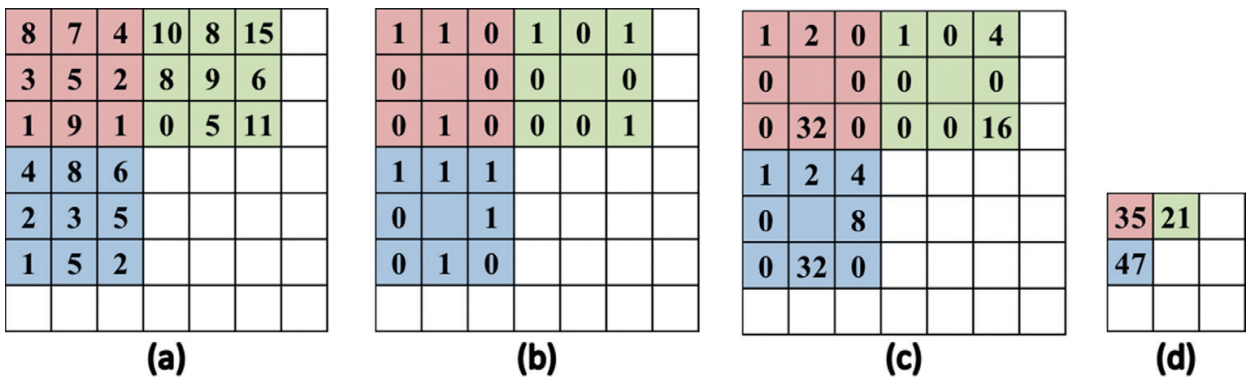 8 7 4 10 8 15
3 5 2 8 9 6
1 9 1 0 5 11
4 8 6
2 3 5
1 5 2
(a)
1 1 0 1 0 1
0 0 0 0
0 1 0 0 0 1
1 1 1
0 1
0 1 0
(b)
1 2 0 1 0 4
0 0 0 0
0 32 0 0 0 16
1 2 4
0 8
0 32 0
(c)
35 21
47
(d)